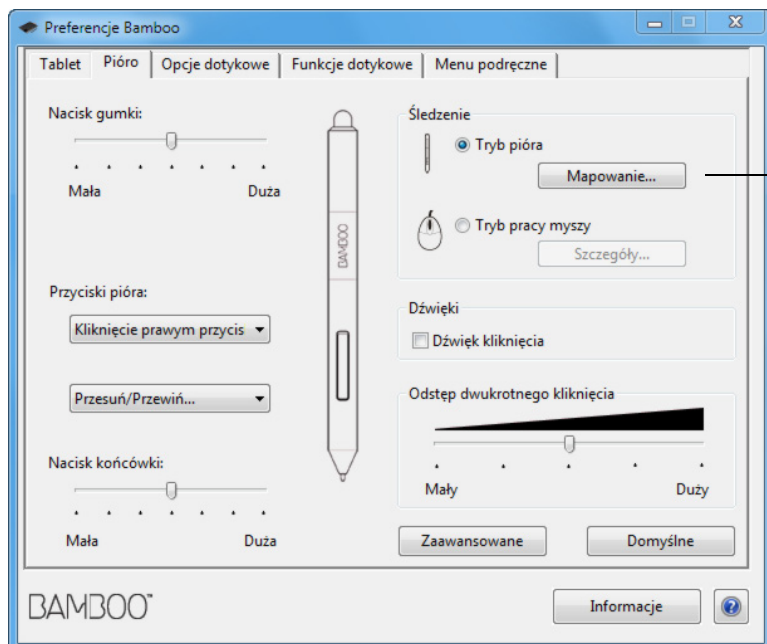 Preferencje Bamboo
Tablet Pióro Opcje dotykowe Funkcje dotykowe Menu podręczne
Nacisk gumki:
Mała Duża
Przyciski pióra:
Kliknięcie prawym przycis
Przesuń/Przewiń...
Nacisk końcówki:
Mała Duża
BAMBOO
Śledzenie
Tryb pióra
Mapowanie...
Tryb pracy myszy
Szczegóły...
Dźwięki
Dźwięk kliknięcia
Odstęp dwukrotnego kliknięcia
Mały Duży
Zaawansowane Domyślne
BAMBOO™
Informacje ?